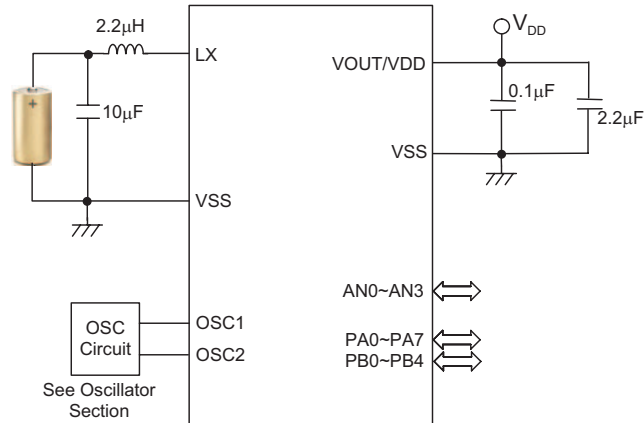 2.2μH
LX
10μF
+
VSS
V_DD
VOUT/VDD
0.1μF
2.2μF
VSS
AN0~AN3
OSC Circuit
OSC1
OSC2
PA0~PA7
PB0~PB4
See Oscillator
Section